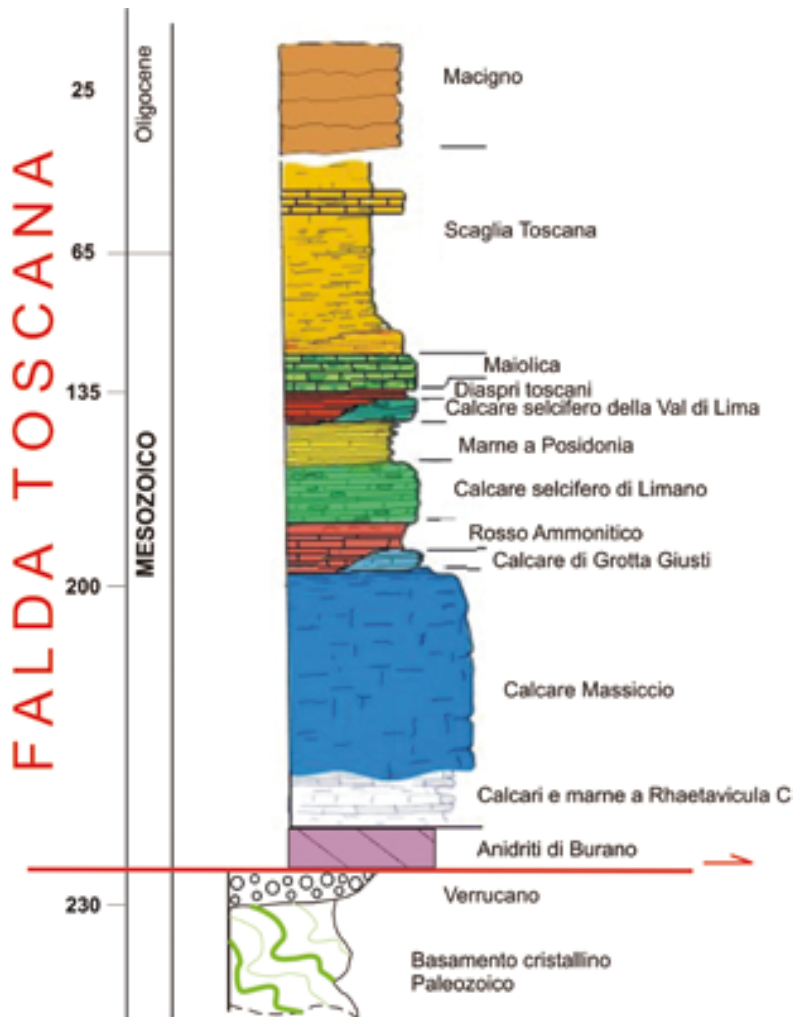 FALDA TOSCANA
Oligocene
MESOZOICO
25
65
135
200
230
Macigno
Scaglia Toscana
Maiolica
Diaspri toscani
Calcare selcifero della Val di Lima
Marne a Posidonia
Calcare selcifero di Limano
Rosso Ammonitico
Calcare di Grotta Giusti
Calcare Massiccio
Calcari e marne a Rhaetavicula C
Anidriti di Burano
Verrucano
Basamento cristallino
Paleozoico